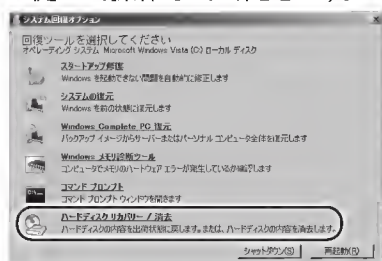 システム回復オプション
回復ツールを選択してください
オペレーティング システム: Microsoft Windows Vista (C:) ローカル ディスク
スタートアップ修復
Windows を起動できない問題を自動的に修正します
システムの復元
Windows を前の状態に復元します
Windows Complete PC 復元
バックアップ イメージからサーバーまたはパーソナル コンピュータ全体を復元します
Windows メモリ診断ツール
コンピュータでメモリのハードウェア エラーが発生しているか確認します
コマンド プロンプト
コマンド プロンプト ウィンドウを開きます
ハードディスク リカバリー / 消去
ハードディスクの内容を出荷状態に戻します。または、ハードディスクの内容を消去します。
シャットダウン(S) 再起動(R)